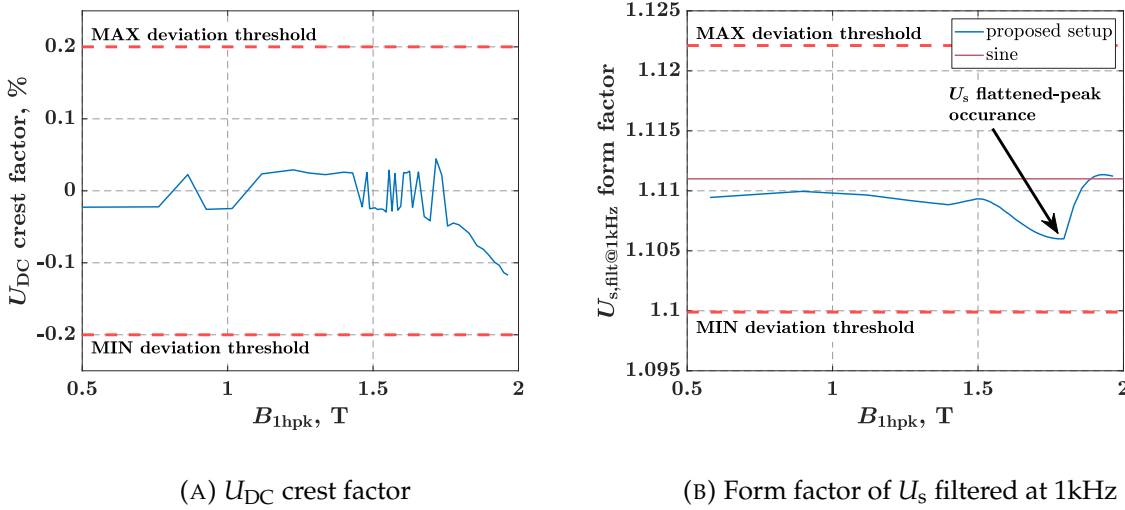 MAX deviation threshold
0.2
0.1
0
-0.1
-0.2
MIN deviation threshold
0.5
1
1.5
2
U_DC crest factor, %
B_1hpk, T
(A) U_DC crest factor
1.125
MAX deviation threshold
proposed setup
sine
1.12
U_s flattened-peak
occurance
1.115
1.11
1.105
1.1
MIN deviation threshold
1.095
0.5
1
1.5
2
U_s,filt@1kHz form factor
B_1hpk, T
(B) Form factor of U_s filtered at 1kHz